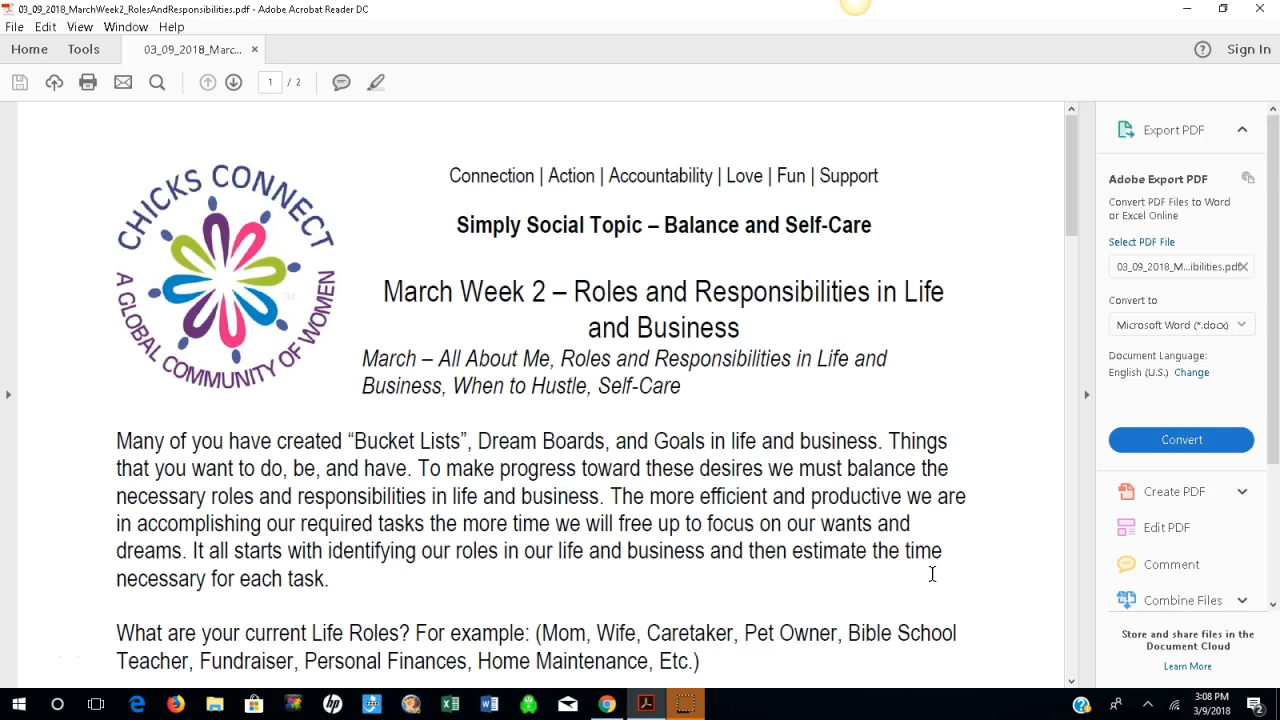 03_09_2018_MarchWeek2_RolesAndResponsibilities.pdf - Adobe Acrobat Reader DC
File Edit View Window Help
Home Tools 03_09_2018_Marc... × Sign In
1 / 2
CHICKS CONNECT
A GLOBAL COMMUNITY OF WOMEN
TM
Connection | Action | Accountability | Love | Fun | Support
Simply Social Topic – Balance and Self-Care
March Week 2 – Roles and Responsibilities in Life
and Business
March – All About Me, Roles and Responsibilities in Life and
Business, When to Hustle, Self-Care
Many of you have created “Bucket Lists”, Dream Boards, and Goals in life and business. Things
that you want to do, be, and have. To make progress toward these desires we must balance the
necessary roles and responsibilities in life and business. The more efficient and productive we are
in accomplishing our required tasks the more time we will free up to focus on our wants and
dreams. It all starts with identifying our roles in our life and business and then estimate the time
necessary for each task.
What are your current Life Roles? For example: (Mom, Wife, Caretaker, Pet Owner, Bible School
Teacher, Fundraiser, Personal Finances, Home Maintenance, Etc.)
Export PDF
Adobe Export PDF
Convert PDF Files to Word
or Excel Online
Select PDF File
03_09_2018_M...ibilities.pdf
Convert to
Microsoft Word (*.docx)
Document Language:
English (U.S.) Change
Convert
Create PDF
Edit PDF
Comment
Combine Files
Store and share files in the
Document Cloud
Learn More
3:08 PM
3/9/2018
2